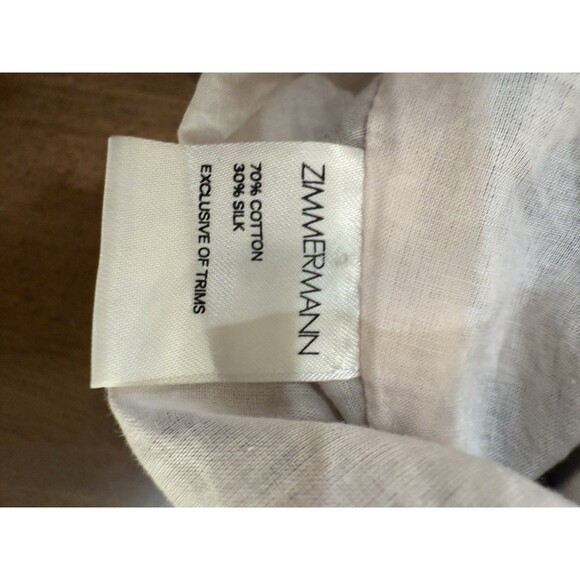 ZIMMERMANN
70% COTTON
30% SILK
EXCLUSIVE OF TRIMS